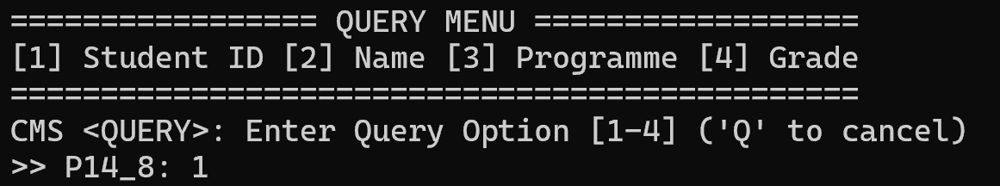 ================= QUERY MENU ==================
[1] Student ID [2] Name [3] Programme [4] Grade
===============================================
CMS <QUERY>: Enter Query Option [1-4] ('Q' to cancel)
>> P14_8: 1